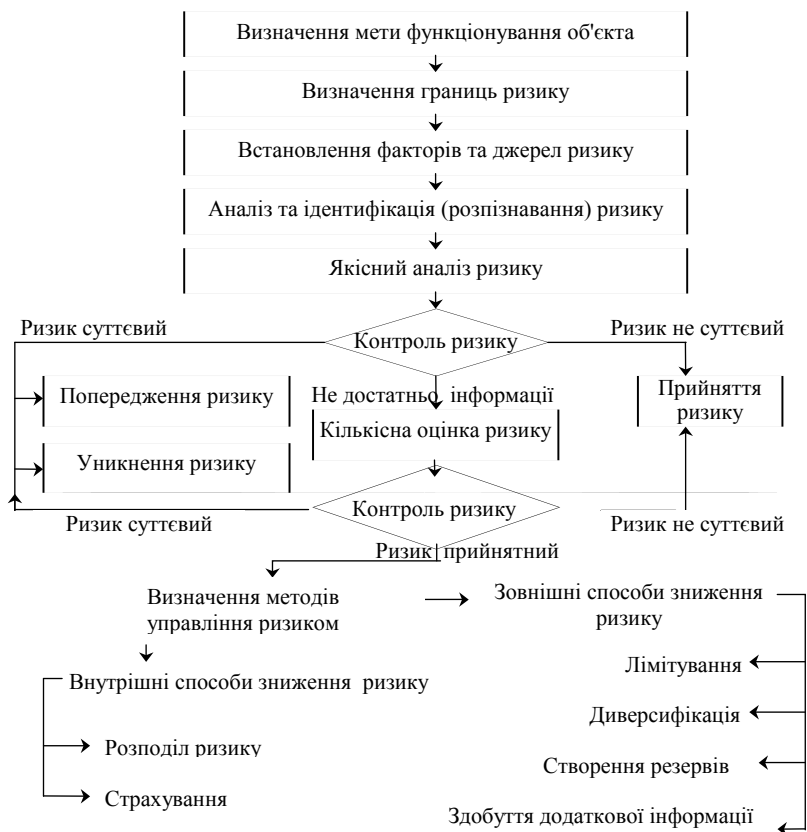 Визначення мети функціонування об'єкта
Визначення границь ризику
Встановлення факторів та джерел ризику
Аналіз та ідентифікація (розпізнавання) ризику
Якісний аналіз ризику
Ризик суттєвий
Ризик не суттєвий
Контроль ризику
Попередження ризику
Не достатньо інформації
Прийняття
ризику
Кількісна оцінка ризику
Уникнення ризику
Контроль ризику
Ризик суттєвий
Ризик не суттєвий
Ризик прийнятний
Визначення методів
управління ризиком
Зовнішні способи зниження
ризику
Внутрішні способи зниження ризику
Лімітування
Диверсифікація
Розподіл ризику
Створення резервів
Страхування
Здобуття додаткової інформації